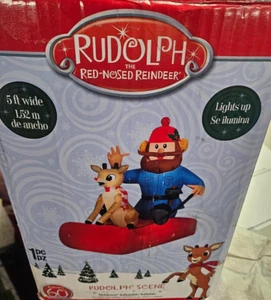 RUDOLPH
THE
RED-NOSED REINDEER
5 ft wide
1.52 m
de ancho
Lights up
Se ilumina
1 PC
PZ
RUDOLPH SCENE
60